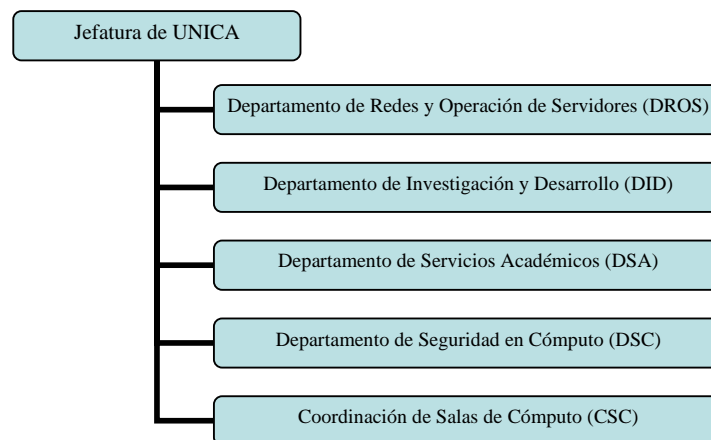 Jefatura de UNICA
Departamento de Redes y Operación de Servidores (DROS)
Departamento de Investigación y Desarrollo (DID)
Departamento de Servicios Académicos (DSA)
Departamento de Seguridad en Cómputo (DSC)
Coordinación de Salas de Cómputo (CSC)